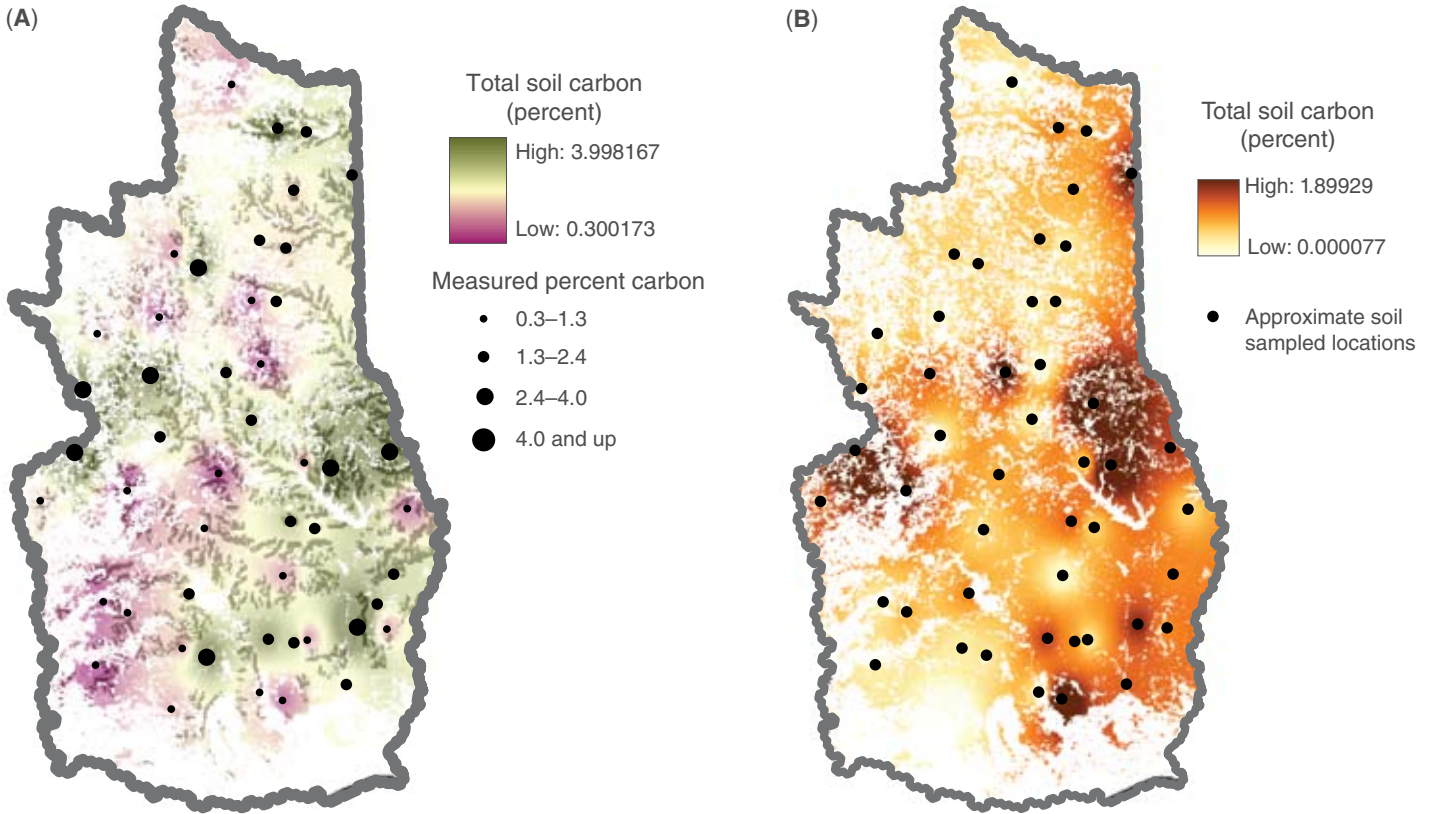 (A)
Total soil carbon
(percent)
High: 3.998167
Low: 0.300173
Measured percent carbon
0.3–1.3
1.3–2.4
2.4–4.0
4.0 and up
(B)
Total soil carbon
(percent)
High: 1.89929
Low: 0.000077
Approximate soil
sampled locations